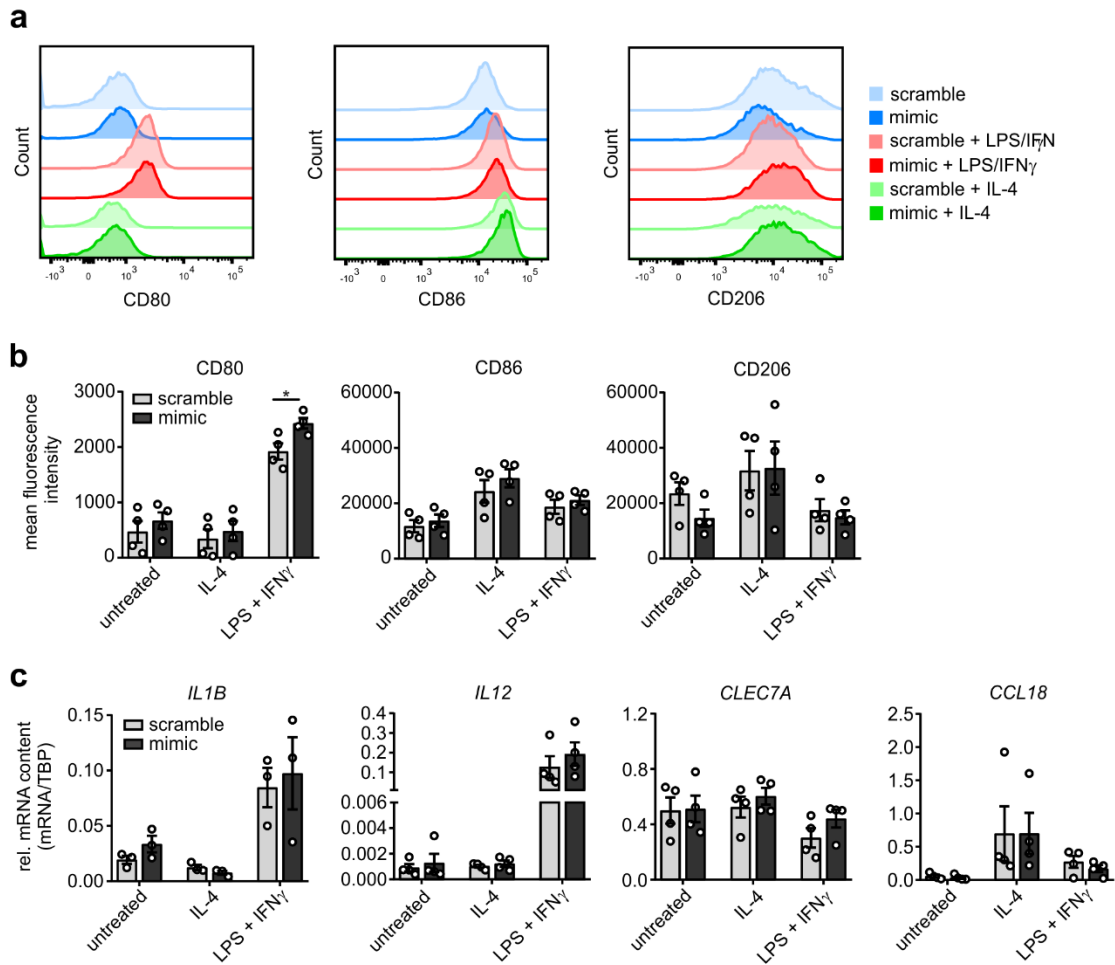 a
Count
-10³ 0 10³ 10⁴ 10⁵
CD80
Count
-10³ 0 10³ 10⁴ 10⁵
CD86
Count
-10³ 0 10³ 10⁴ 10⁵
CD206
scramble
mimic
scramble + LPS/IFγN
mimic + LPS/IFNγ
scramble + IL-4
mimic + IL-4
b
mean fluorescence
intensity
CD80
3000
2000
1000
0
scramble
mimic
*
untreated
IL-4
LPS + IFNγ
CD86
60000
40000
20000
0
untreated
IL-4
LPS + IFNγ
CD206
60000
40000
20000
0
untreated
IL-4
LPS + IFNγ
c
rel. mRNA content
(mRNA/TBP)
IL1B
0.15
0.10
0.05
0.00
scramble
mimic
untreated
IL-4
LPS + IFNγ
IL12
0.4
0.3
0.2
0.1
0.006
0.004
0.002
0.000
untreated
IL-4
LPS + IFNγ
CLEC7A
1.2
0.8
0.4
0.0
untreated
IL-4
LPS + IFNγ
CCL18
2.5
2.0
1.5
1.0
0.5
0.0
untreated
IL-4
LPS + IFNγ